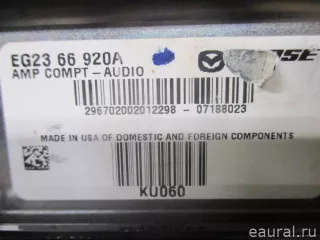 EG23 66 920A
AMP COMPT - AUDIO
296702002012298 - 07188023
MADE IN USA OF DOMESTIC AND FOREIGN COMPONENTS
KU060
eaural.ru